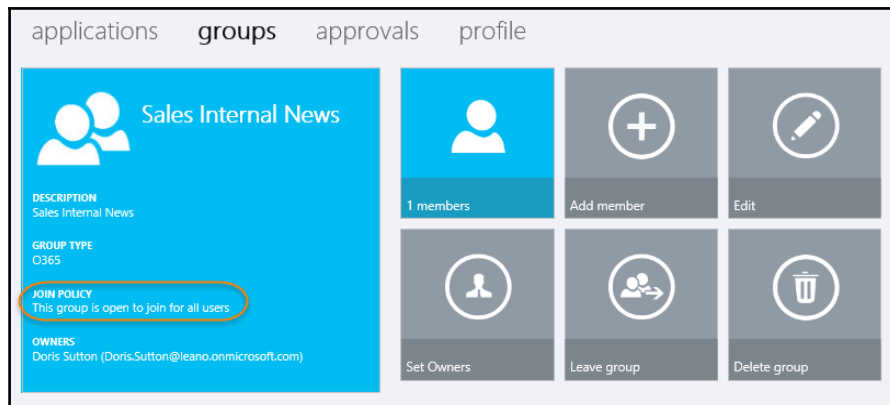 applications groups approvals profile
Sales Internal News
DESCRIPTION
Sales Internal News
GROUP TYPE
O365
JOIN POLICY
This group is open to join for all users
OWNERS
Doris Sutton (Doris.Sutton@leano.onmicrosoft.com)
1 members
Add member
Edit
Set Owners
Leave group
Delete group